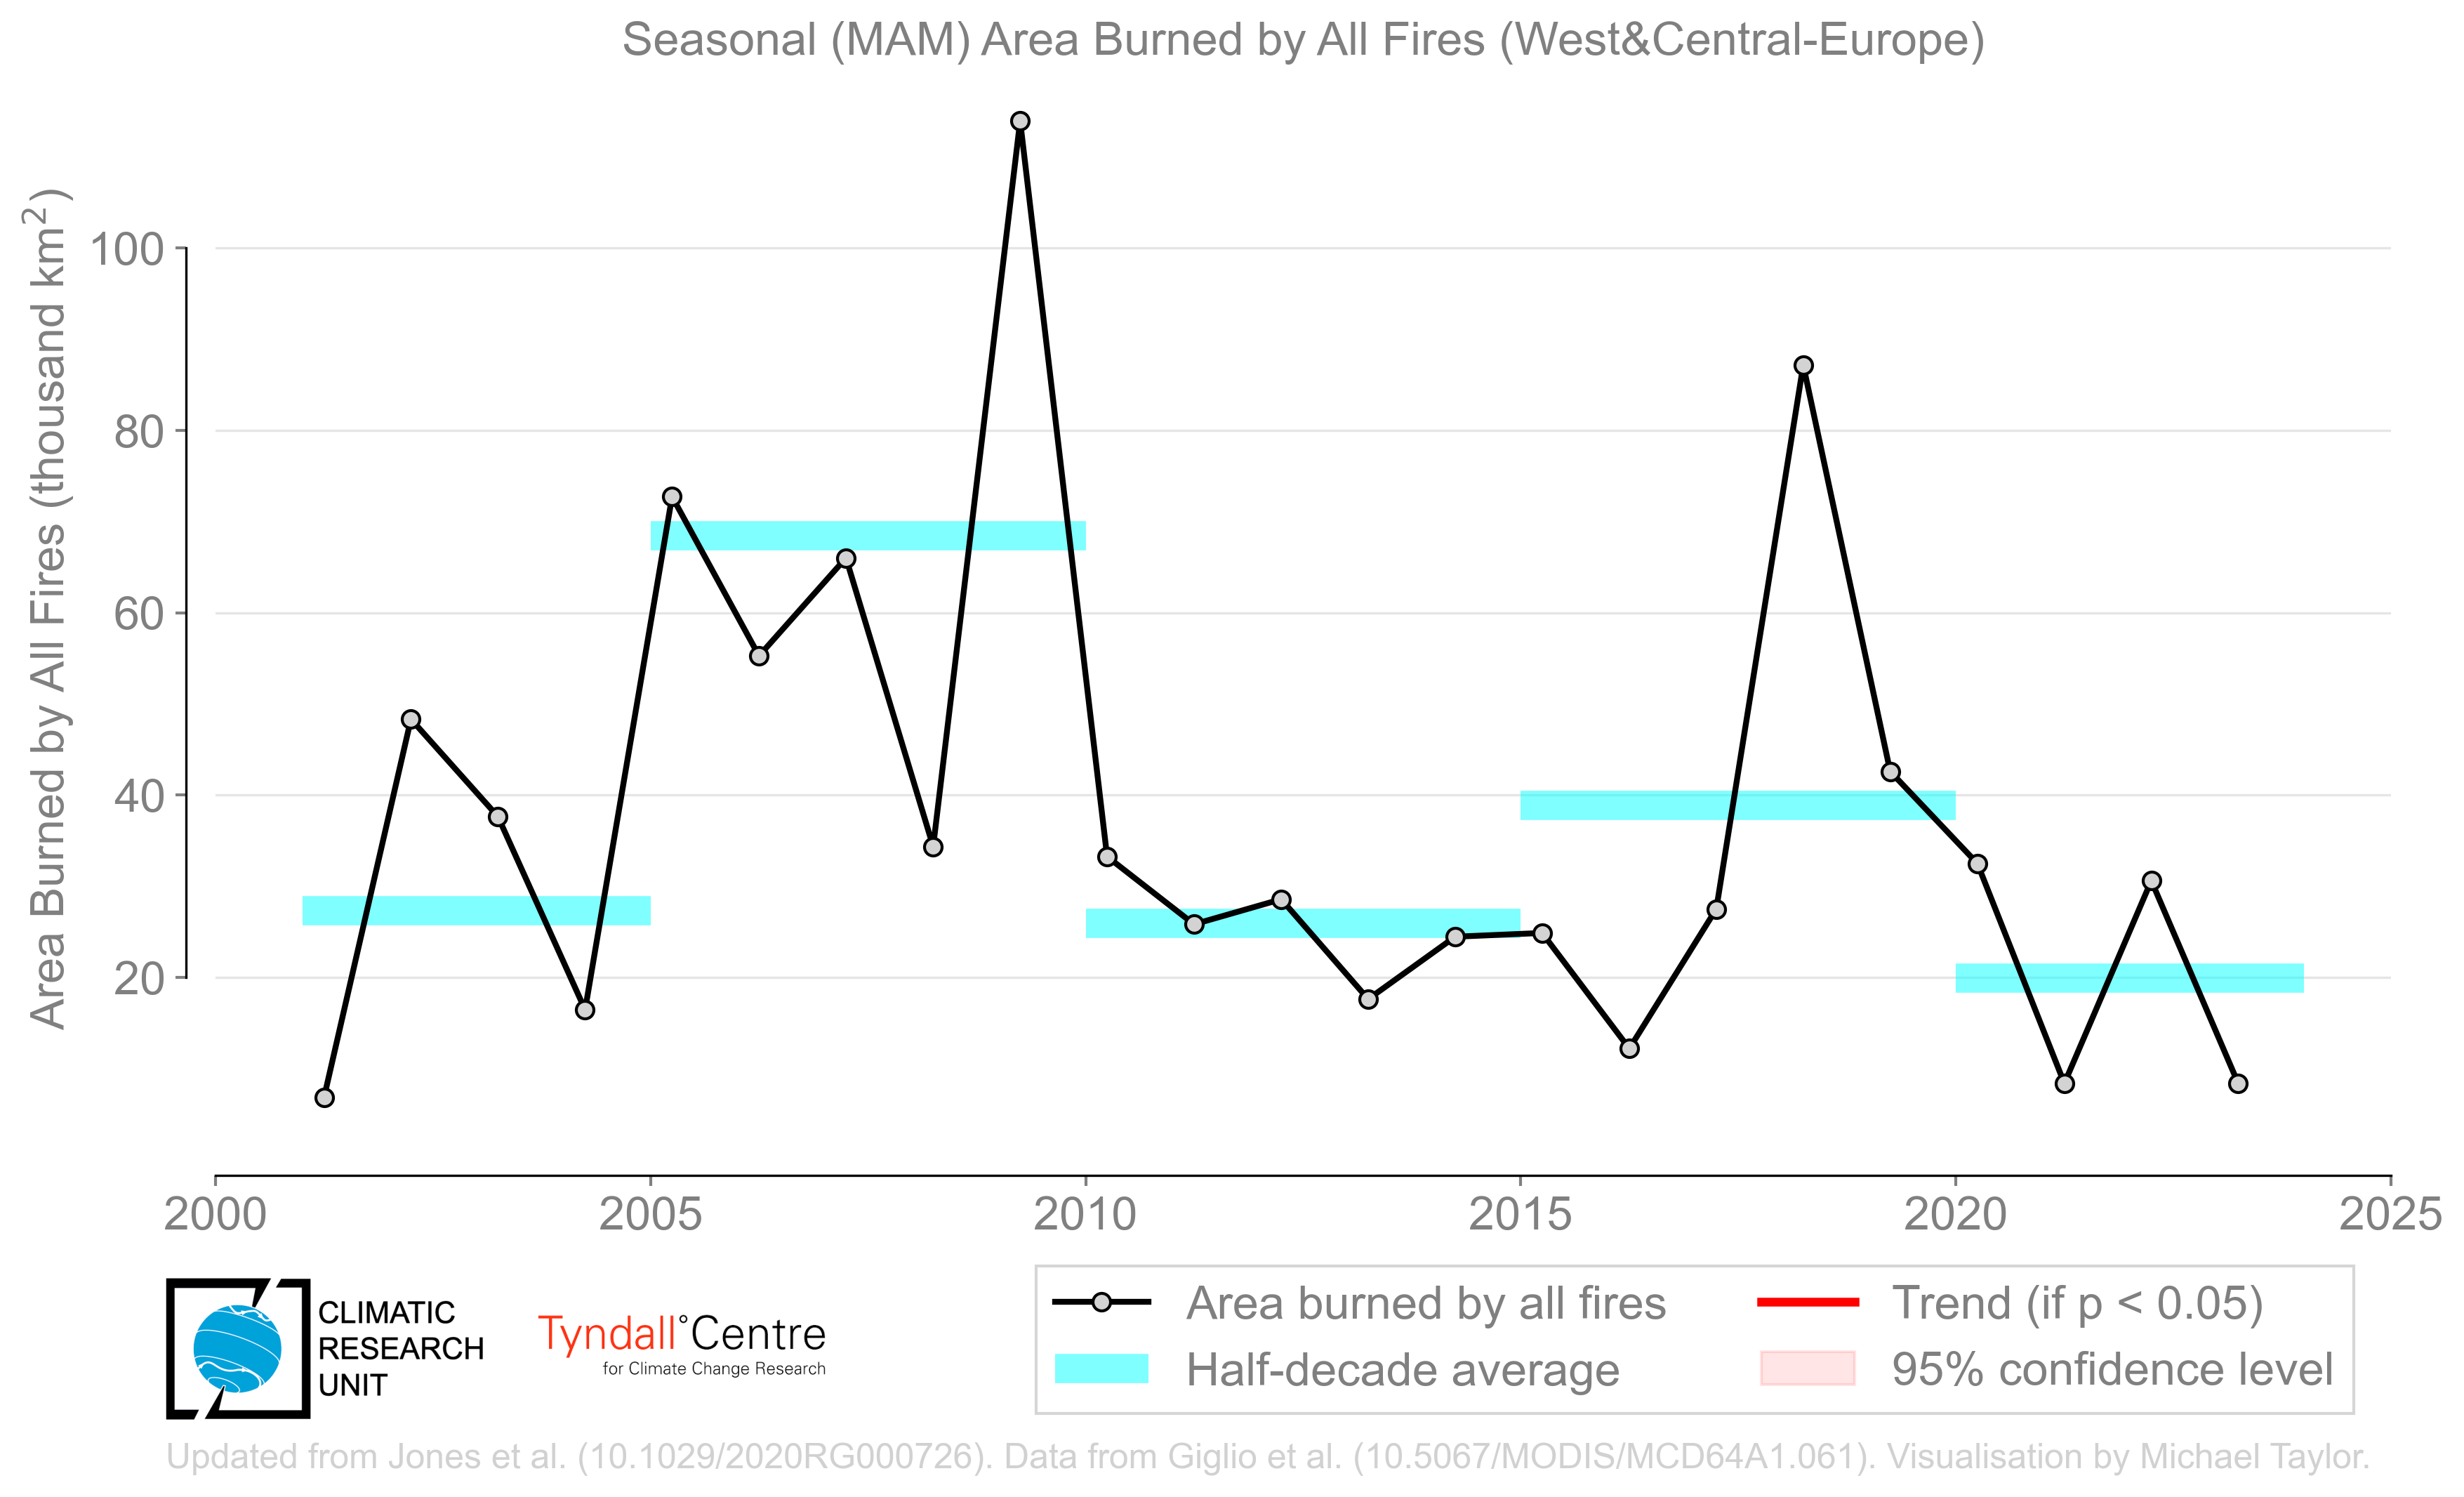 Seasonal (MAM) Area Burned by All Fires (West&Central-Europe)
Area Burned by All Fires (thousand km²)
100
80
60
40
20
2000 2005 2010 2015 2020 2025
Area burned by all fires
Half-decade average
Trend (if p < 0.05)
95% confidence level
CLIMATIC
RESEARCH
UNIT
Tyndall°Centre
for Climate Change Research
Updated from Jones et al. (10.1029/2020RG000726). Data from Giglio et al. (10.5067/MODIS/MCD64A1.061). Visualisation by Michael Taylor.